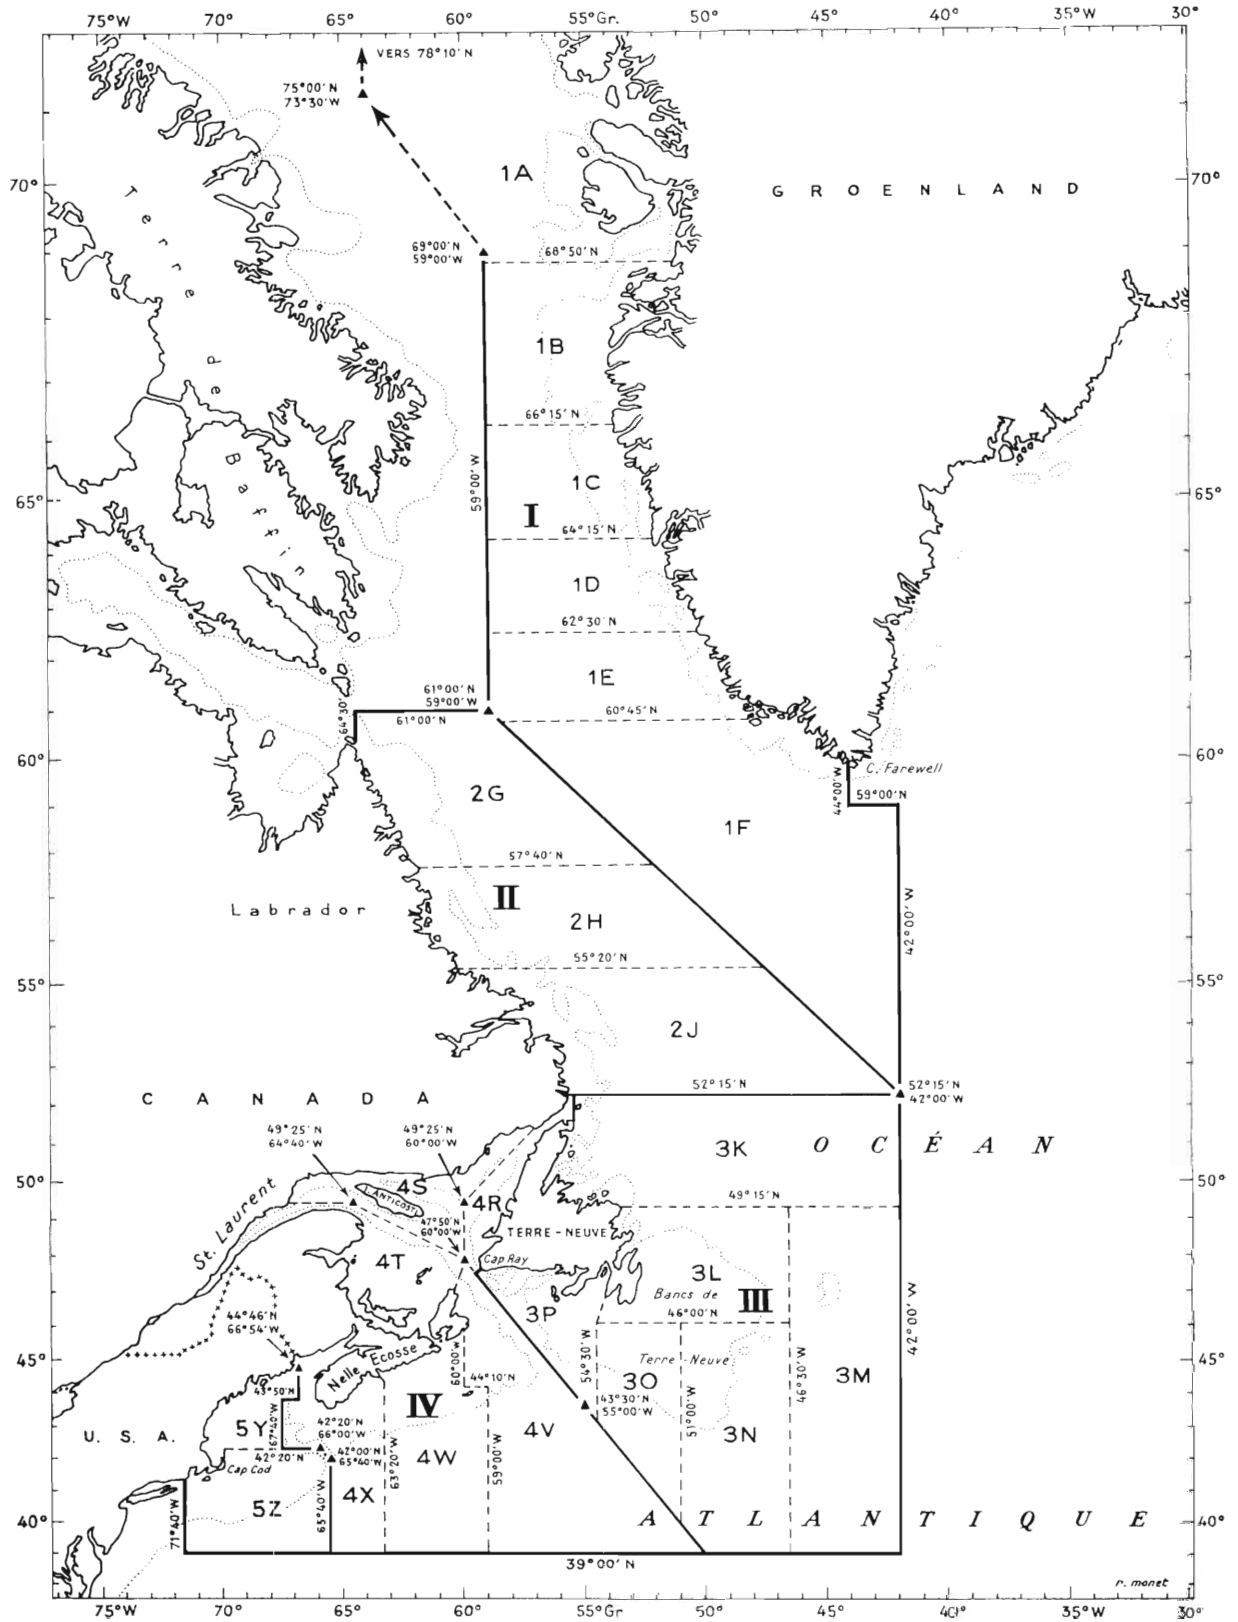 75°W 70° 65° 60° 55°Gr. 50° 45° 40° 35°W 30°
VERS 78°10'N
75°00'N
73°30'W
1A
70°
GROENLAND
70°
Terre de Baffin
69°00'N
59°00'W
68°50'N
1B
66°15'N
59°00'W
1C
65°
65°
I
64°15'N
1D
62°30'N
1E
61°00'N
59°00'W
64°30'
61°00'N
60°45'N
60°
60°
C. Farewell
44°00'W
59°00'N
2G
1F
57°40'N
II
Labrador
2H
42°00'W
55°20'N
55°
55°
2J
52°15'N
52°15'N
42°00'W
CANADA
49°25'N
64°40'W
49°25'N
60°00'W
3K
OCÉAN
50°
50°
4S
I. ANTICOSTI
4R
49°15'N
St. Laurent
47°50'N
60°00'W
TERRE-NEUVE
Cap Ray
4T
3L
Bancs de
III
46°00'N
3P
44°46'N
66°54'W
42°00'W
45°
45°
Nelle Ecosse
60°00'W
44°10'N
54°30'W
Terre-Neuve
46°30'W
3M
3O
43°50'N
IV
43°30'N
55°00'W
51°00'W
5Y
67°40'W
42°20'N
66°00'W
4V
3N
U.S.A.
42°20'N
42°00'N
65°40'W
4W
59°00'W
63°20'W
Cap Cod
4X
5Z
65°40'W
71°40'W
40°
ATLANTIQUE
40°
39°00'N
r. monet
75°W 70° 65° 60° 55°Gr 50° 45° 40° 35°W 30°